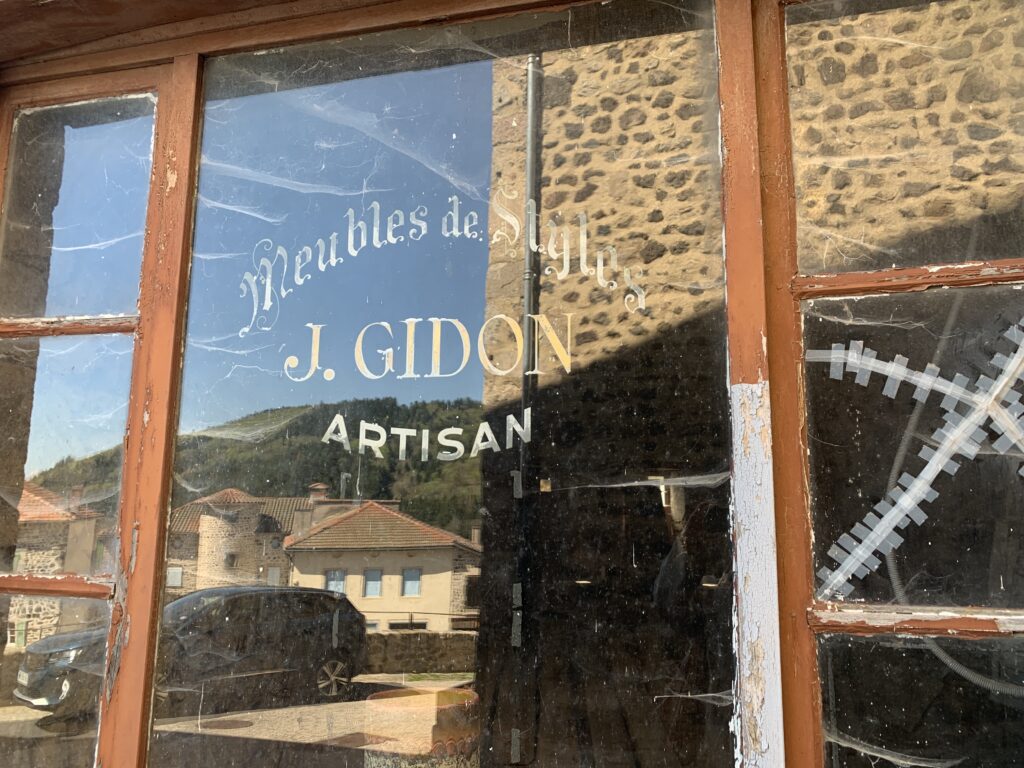 Meubles de Styles
J. GIDON
ARTISAN